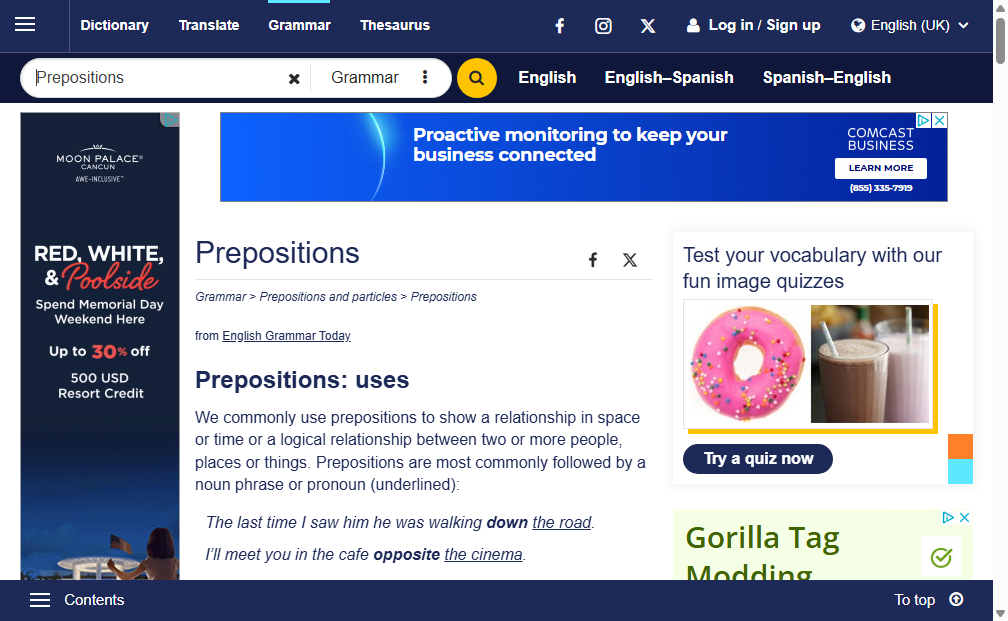 Dictionary Translate Grammar Thesaurus Log in / Sign up English (UK)
Prepositions Grammar English English–Spanish Spanish–English
MOON PALACE®
CANCUN
AWE-INCLUSIVE™
RED, WHITE,
& Poolside
Spend Memorial Day
Weekend Here
Up to 30% off
500 USD
Resort Credit
Proactive monitoring to keep your
business connected
COMCAST
BUSINESS
LEARN MORE
(855) 335-7919
Prepositions
Grammar > Prepositions and particles > Prepositions
from English Grammar Today
Prepositions: uses
We commonly use prepositions to show a relationship in space
or time or a logical relationship between two or more people,
places or things. Prepositions are most commonly followed by a
noun phrase or pronoun (underlined):
The last time I saw him he was walking down the road.
I’ll meet you in the cafe opposite the cinema.
Test your vocabulary with our
fun image quizzes
Try a quiz now
Gorilla Tag
Modding
Contents To top